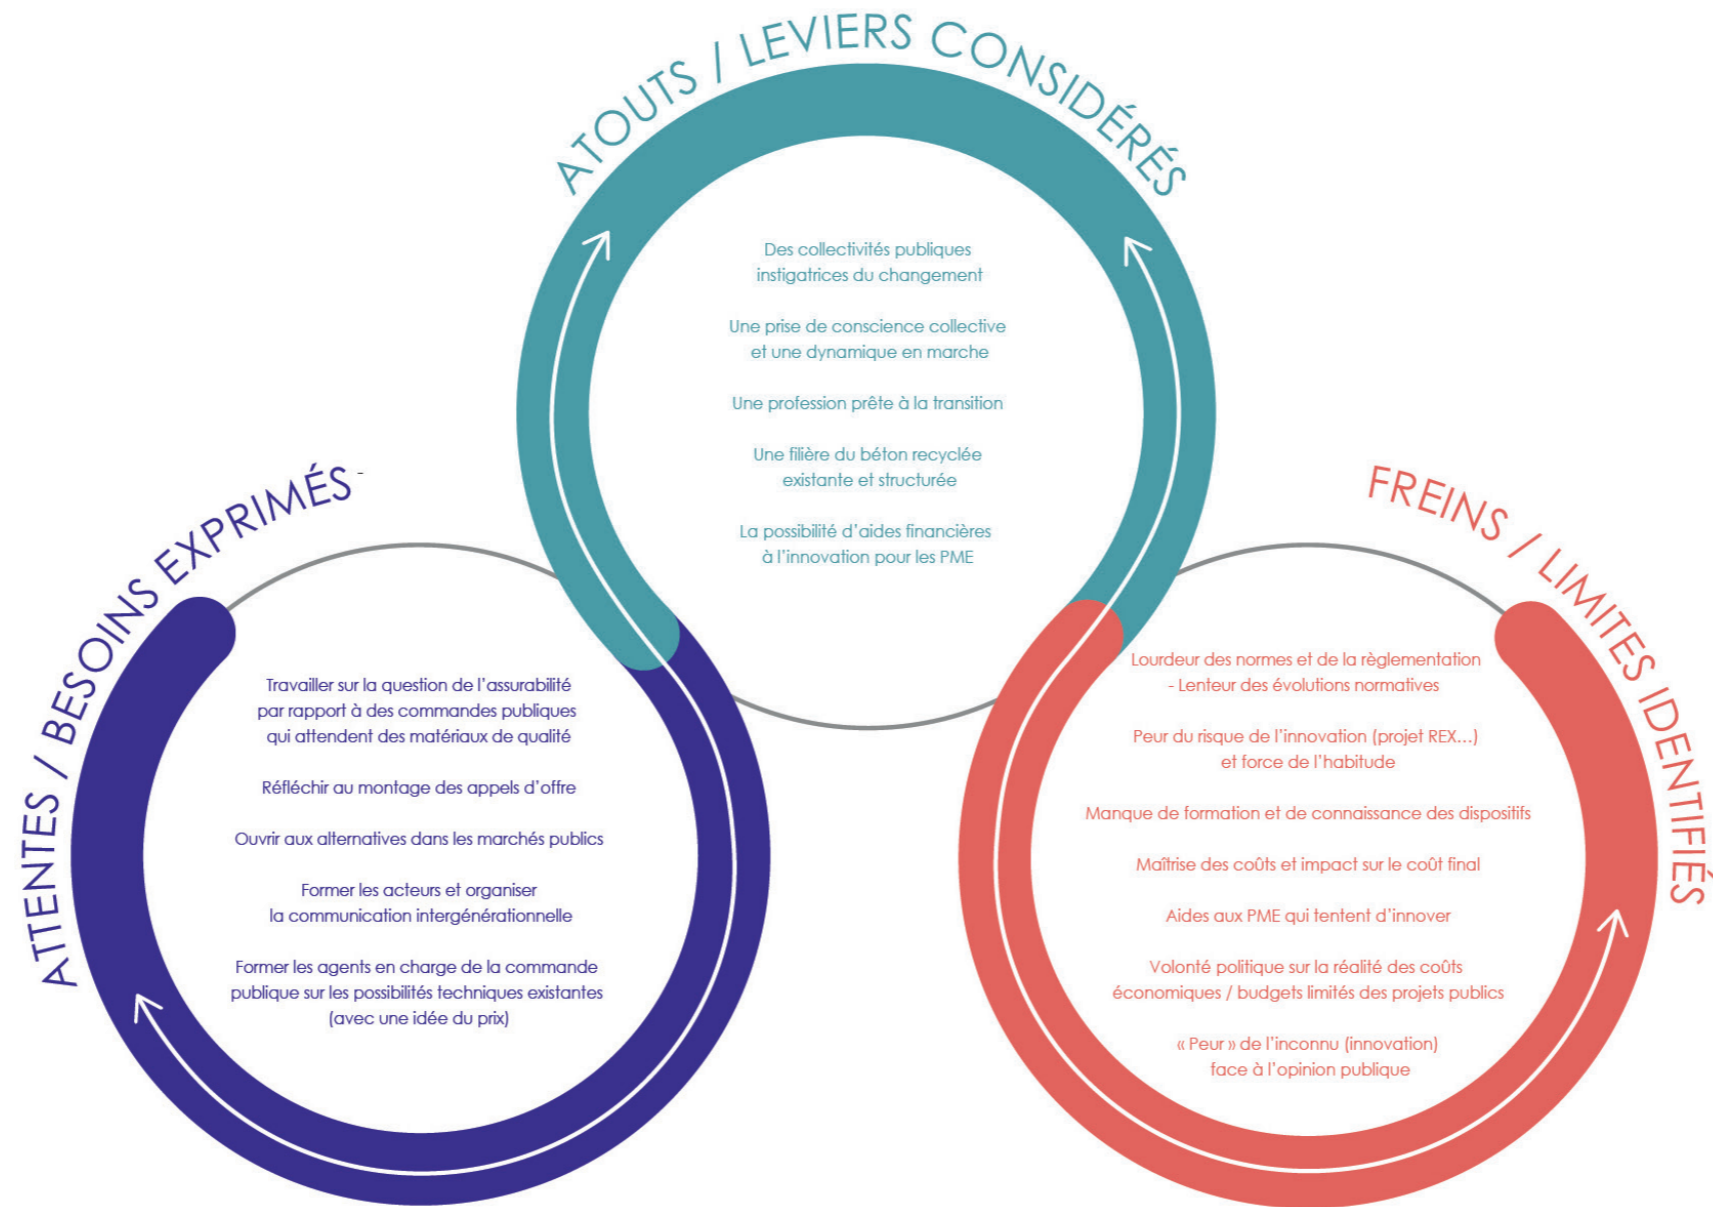 ATOUTS / LEVIERS CONSIDÉRÉS
Des collectivités publiques
instigatrices du changement
Une prise de conscience collective
et une dynamique en marche
Une profession prête à la transition
Une filière du béton recyclée
existante et structurée
La possibilité d'aides financières
à l'innovation pour les PME
ATTENTES / BESOINS EXPRIMÉS -
Travailler sur la question de l'assurabilité
par rapport à des commandes publiques
qui attendent des matériaux de qualité
Réfléchir au montage des appels d'offre
Ouvrir aux alternatives dans les marchés publics
Former les acteurs et organiser
la communication intergénérationnelle
Former les agents en charge de la commande
publique sur les possibilités techniques existantes
(avec une idée du prix)
FREINS / LIMITES IDENTIFIÉS
Lourdeur des normes et de la règlementation
- Lenteur des évolutions normatives
Peur du risque de l'innovation (projet REX...)
et force de l'habitude
Manque de formation et de connaissance des dispositifs
Maîtrise des coûts et impact sur le coût final
Aides aux PME qui tentent d'innover
Volonté politique sur la réalité des coûts
économiques / budgets limités des projets publics
« Peur » de l'inconnu (innovation)
face à l'opinion publique